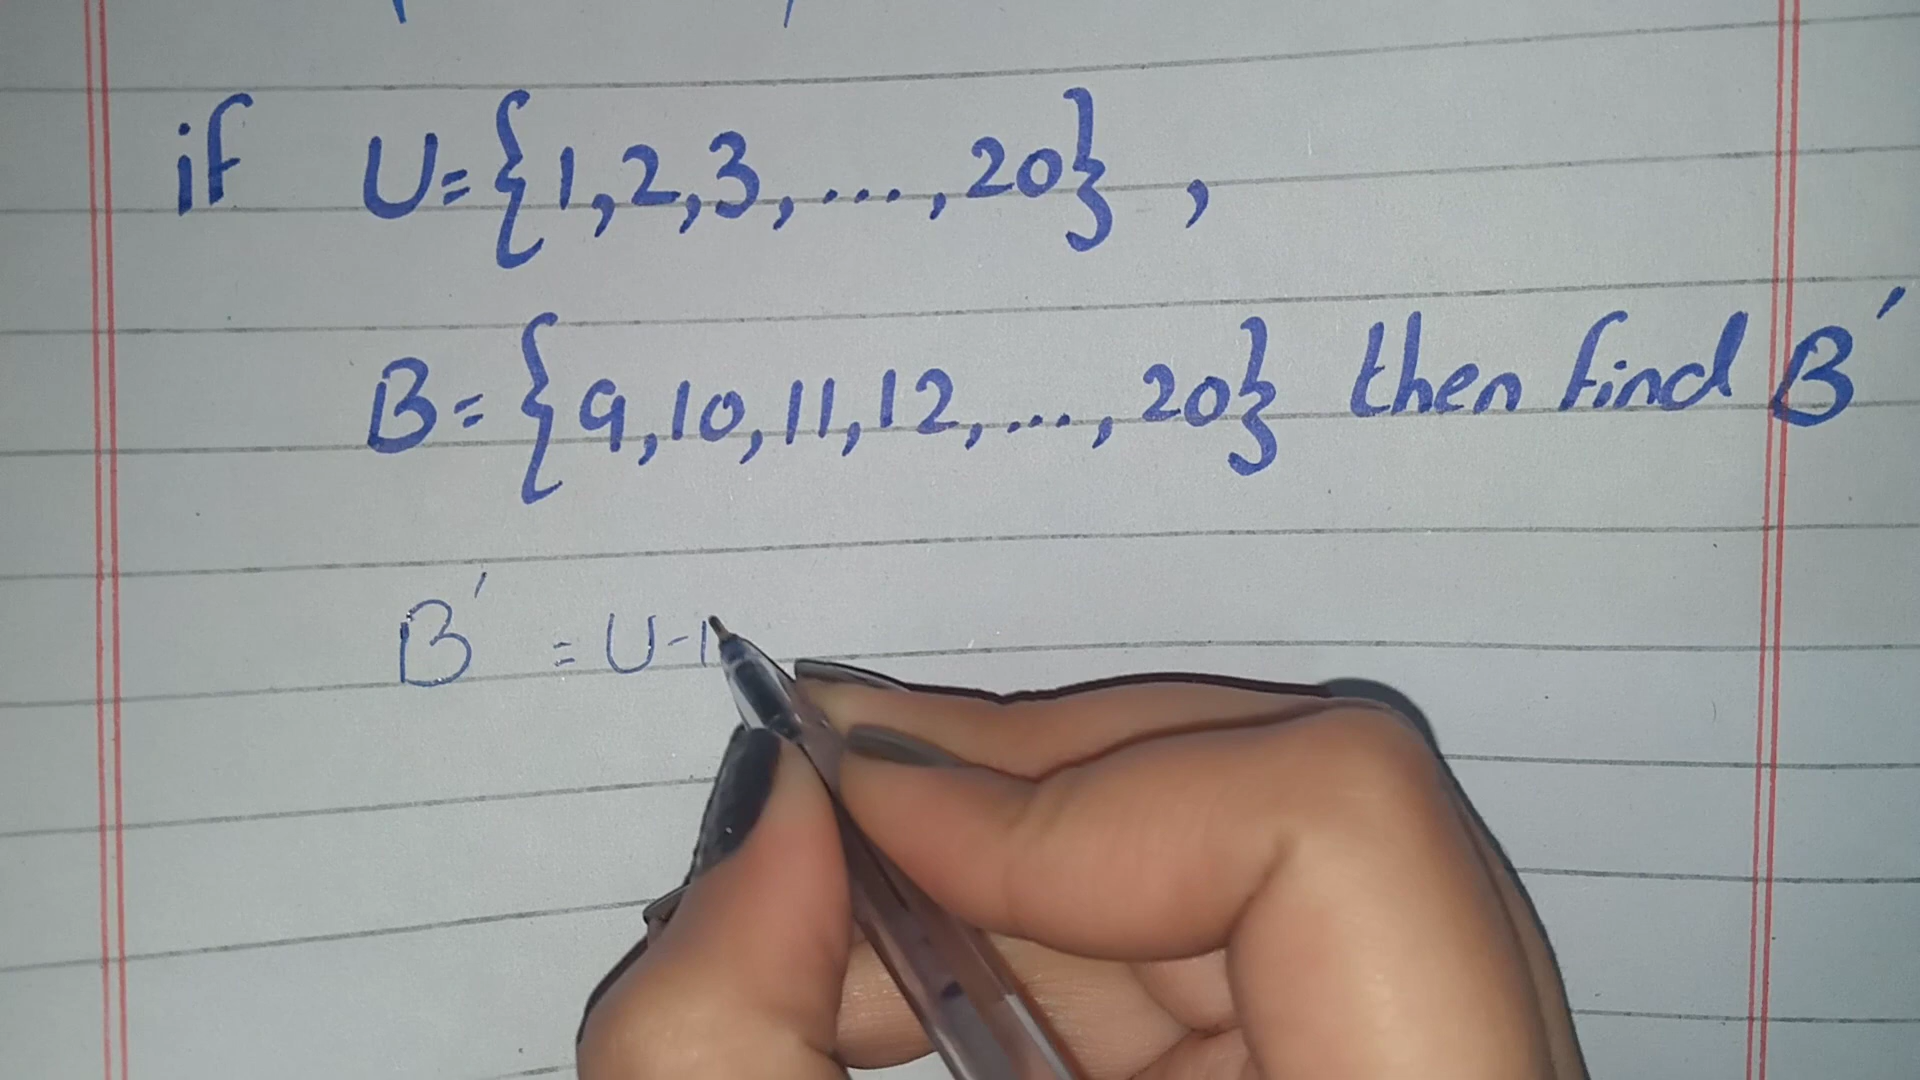 if U={1,2,3,...,20} ,
B={9,10,11,12,...,20} then find B′
B′ = U-